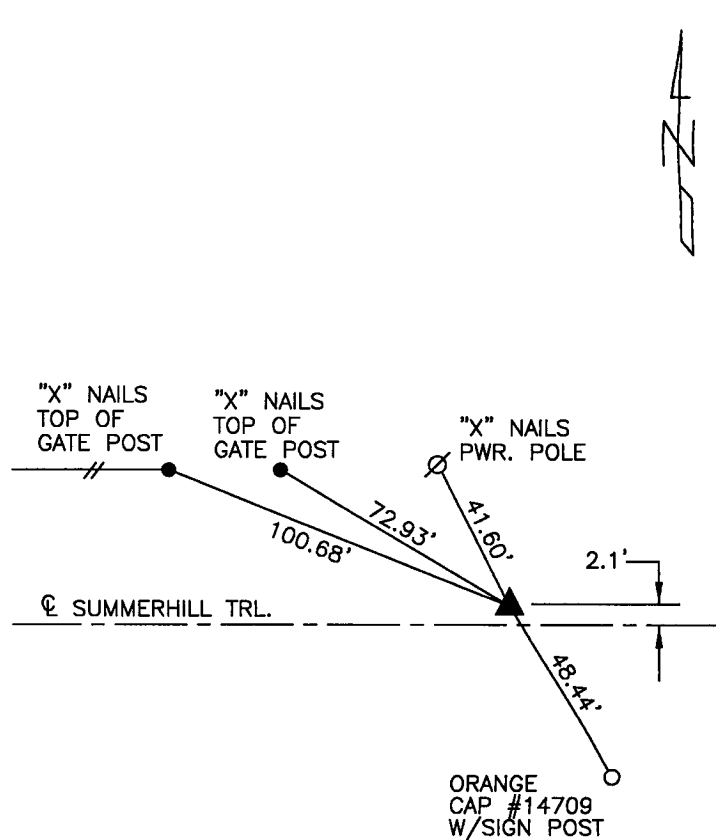 N
"X" NAILS
TOP OF
GATE POST
"X" NAILS
TOP OF
GATE POST
"X" NAILS
PWR. POLE
100.68'
72.93'
41.60'
2.1'
℄ SUMMERHILL TRL.
48.44'
ORANGE
CAP #14709
W/SIGN POST